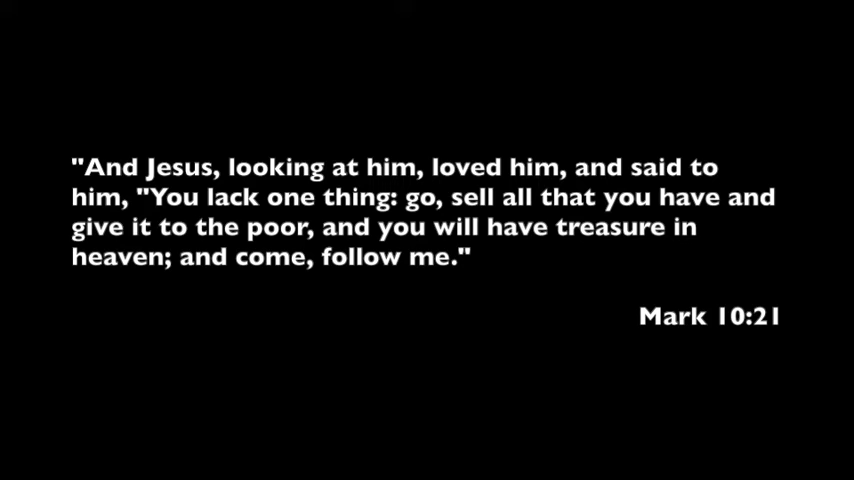 "And Jesus, looking at him, loved him, and said to
him, "You lack one thing: go, sell all that you have and
give it to the poor, and you will have treasure in
heaven; and come, follow me."
Mark 10:21